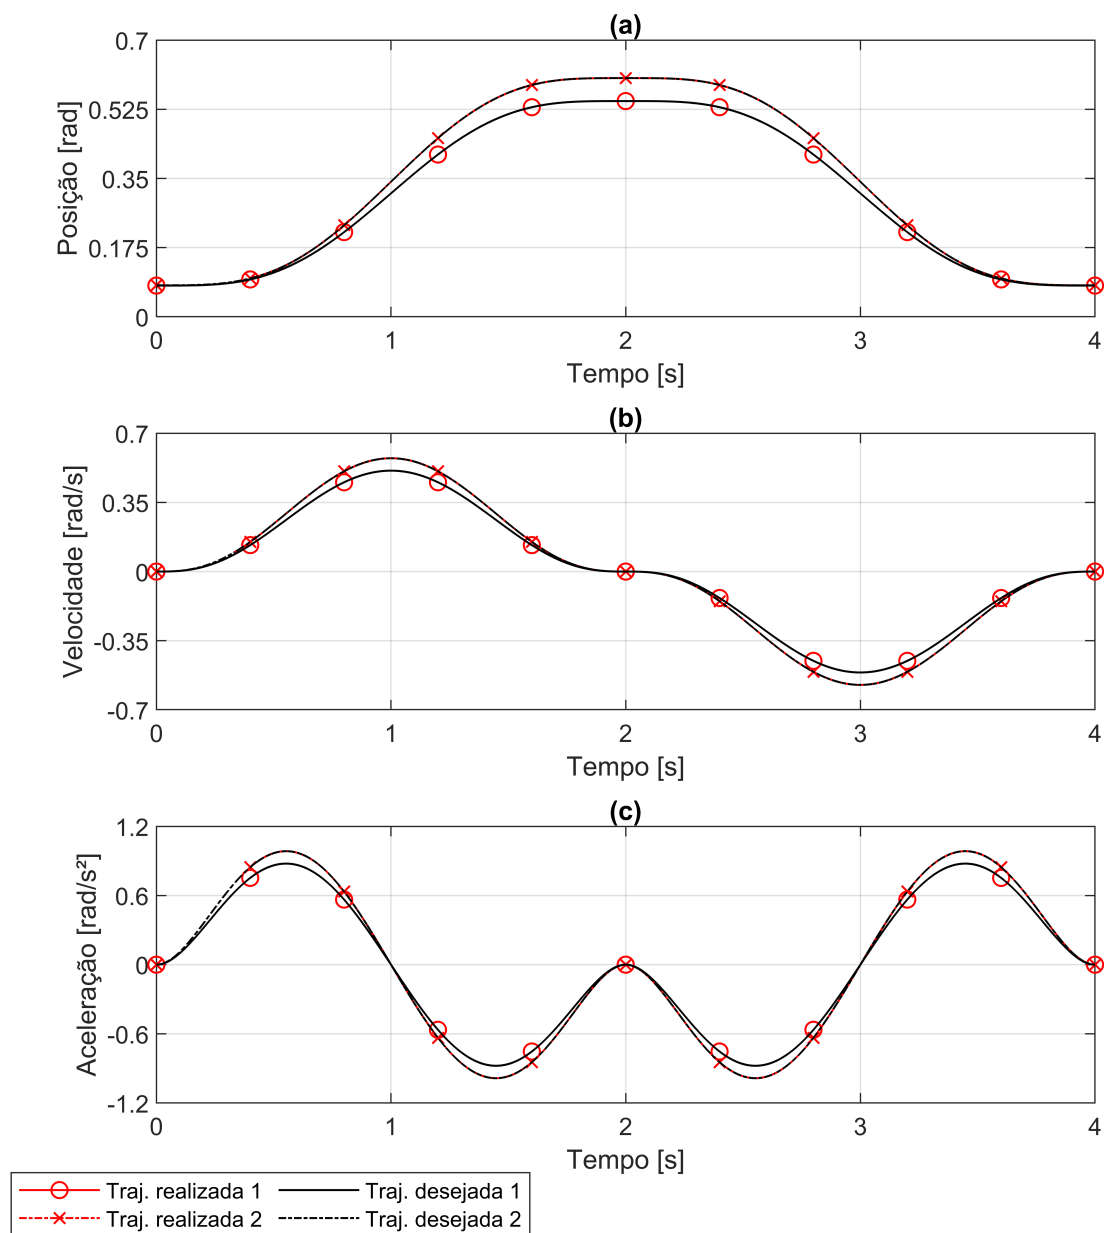 (a)
0.7
0.525
0.35
0.175
0
Posição [rad]
0 1 2 3 4
Tempo [s]
(b)
0.7
0.35
0
-0.35
-0.7
Velocidade [rad/s]
0 1 2 3 4
Tempo [s]
(c)
1.2
0.6
0
-0.6
-1.2
Aceleração [rad/s²]
0 1 2 3 4
Tempo [s]
Traj. realizada 1 Traj. desejada 1
Traj. realizada 2 Traj. desejada 2